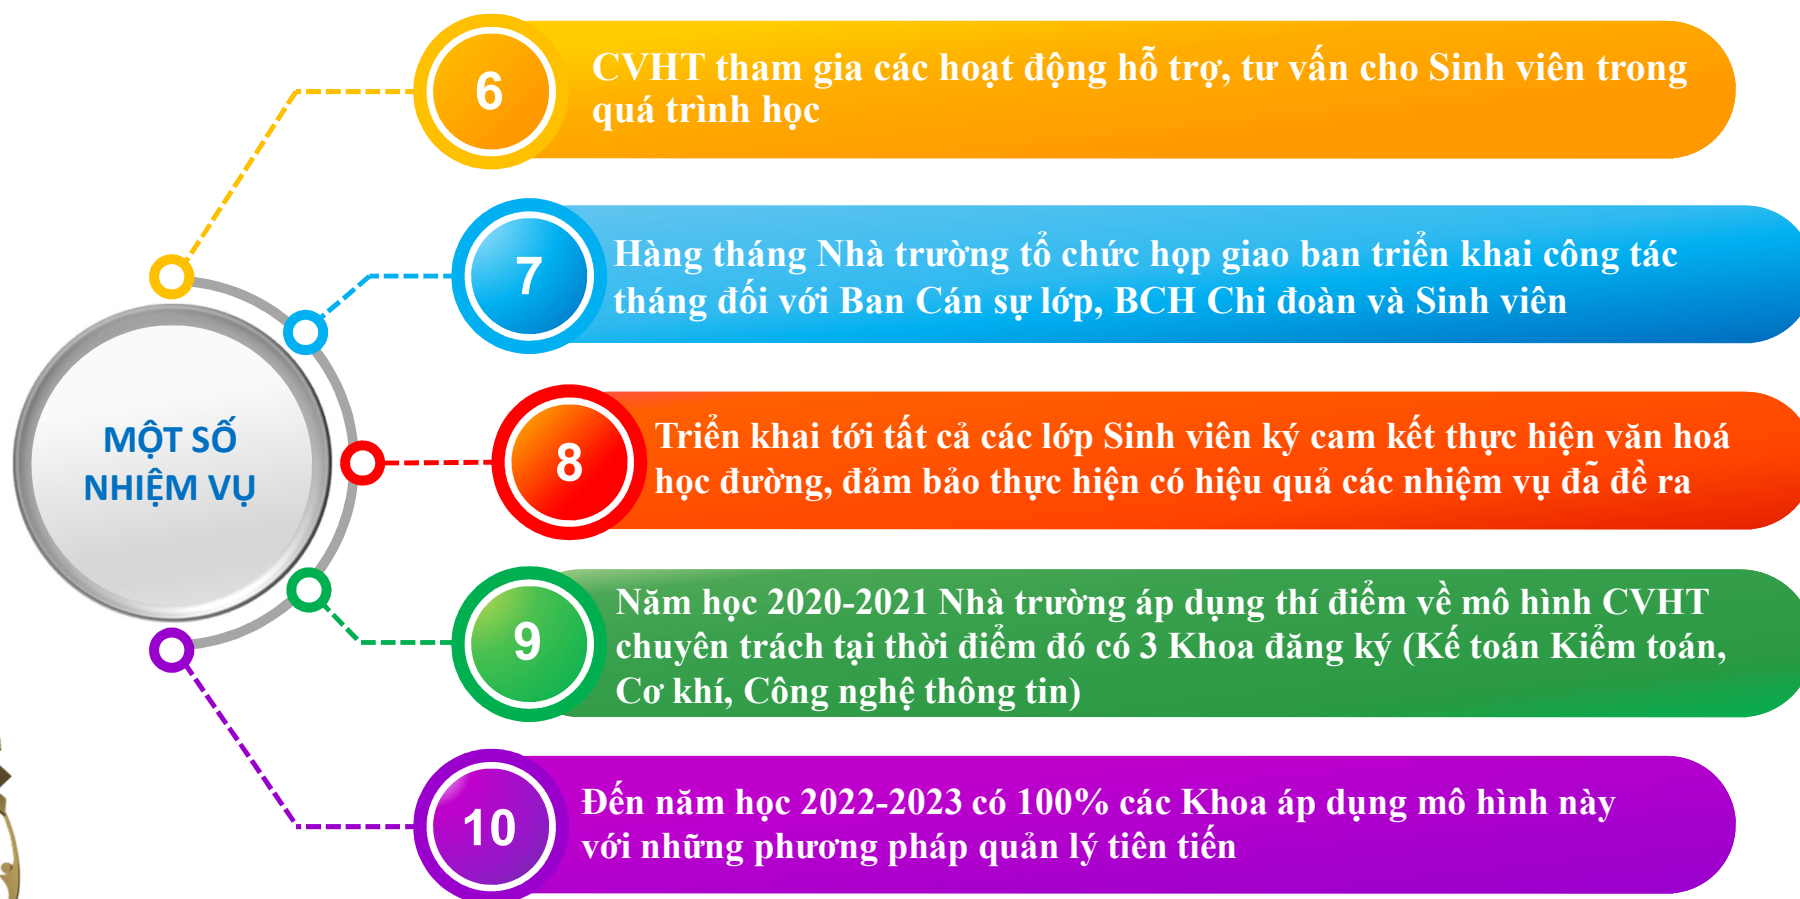 MỘT SỐ
NHIỆM VỤ
6
CVHT tham gia các hoạt động hỗ trợ, tư vấn cho Sinh viên trong
quá trình học
7
Hàng tháng Nhà trường tổ chức họp giao ban triển khai công tác
tháng đối với Ban Cán sự lớp, BCH Chi đoàn và Sinh viên
8
Triển khai tới tất cả các lớp Sinh viên ký cam kết thực hiện văn hoá
học đường, đảm bảo thực hiện có hiệu quả các nhiệm vụ đã đề ra
9
Năm học 2020-2021 Nhà trường áp dụng thí điểm về mô hình CVHT
chuyên trách tại thời điểm đó có 3 Khoa đăng ký (Kế toán Kiểm toán,
Cơ khí, Công nghệ thông tin)
10
Đến năm học 2022-2023 có 100% các Khoa áp dụng mô hình này
với những phương pháp quản lý tiên tiến